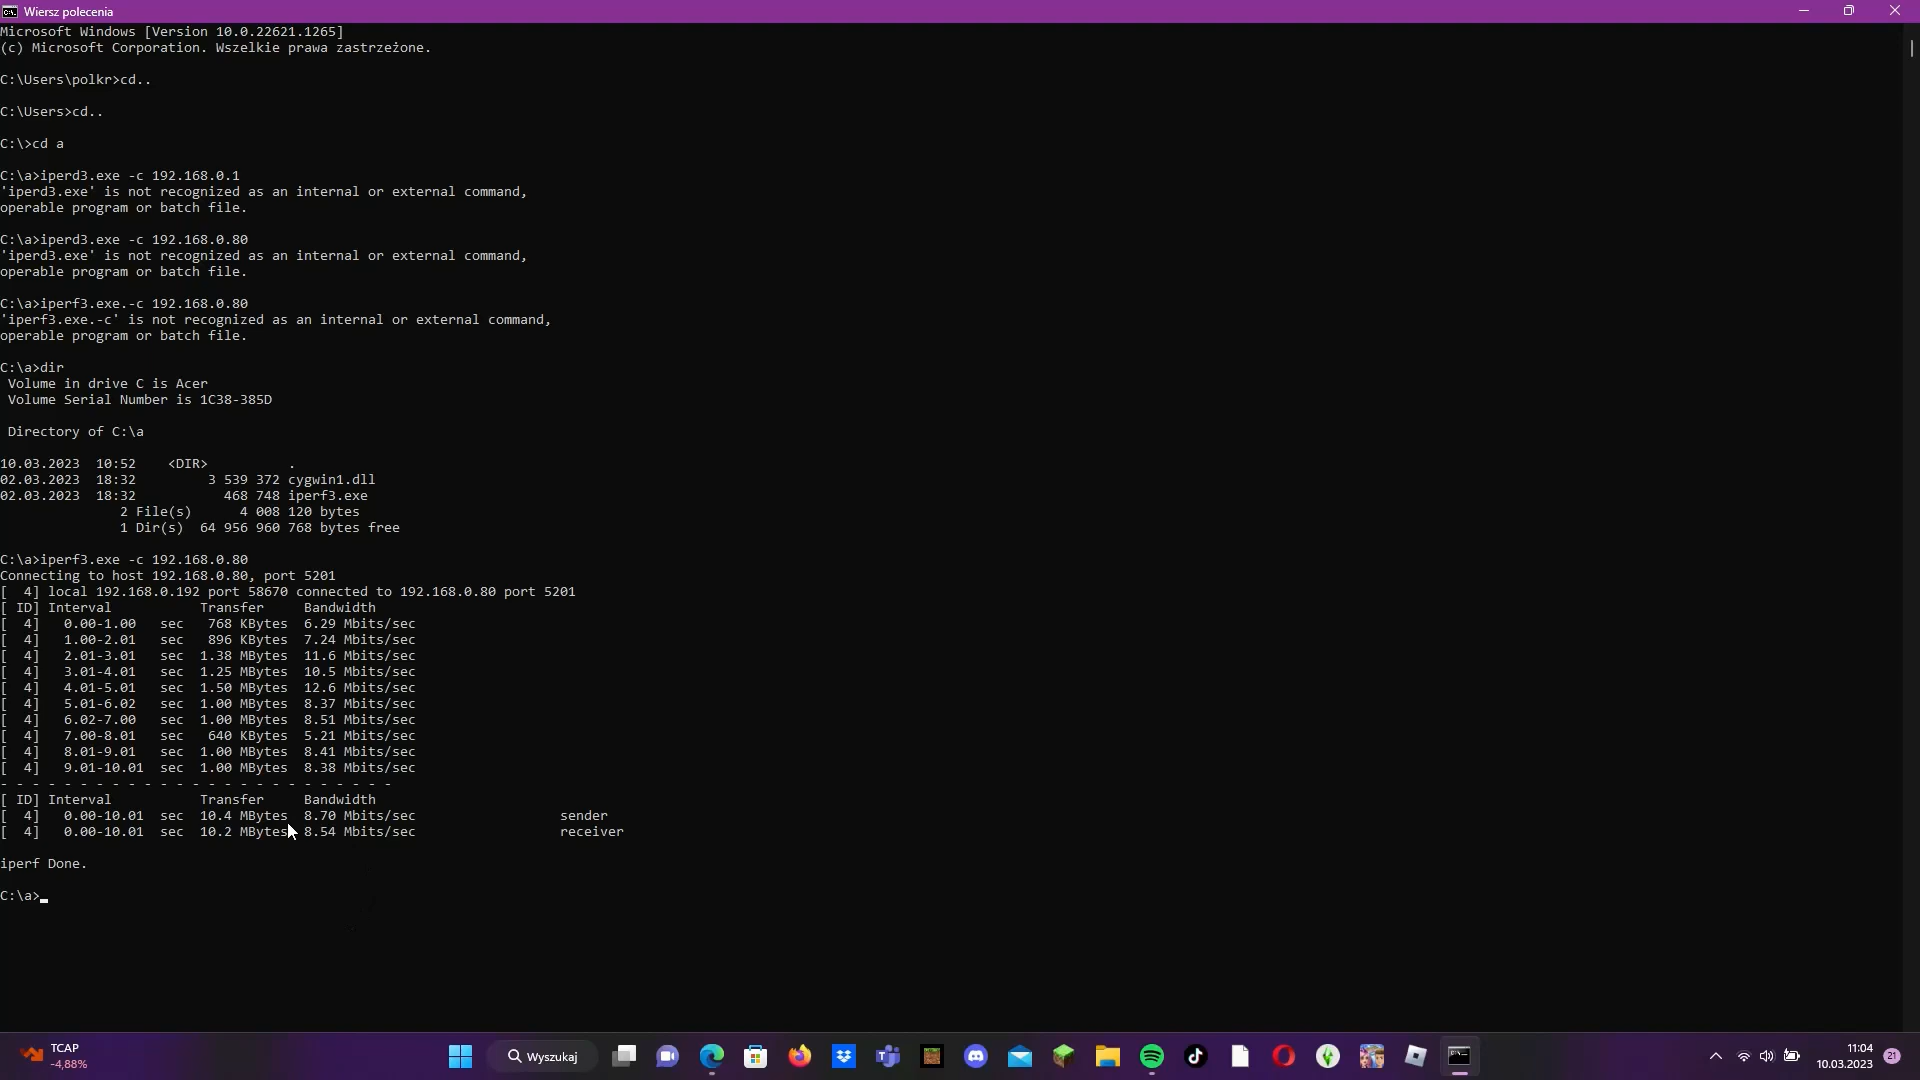 Wiersz polecenia
Microsoft Windows [Version 10.0.22621.1265]
(c) Microsoft Corporation. Wszelkie prawa zastrzeżone.
C:\Users\polkr>cd..
C:\Users>cd..
C:\>cd a
C:\a>iperd3.exe -c 192.168.0.1
'iperd3.exe' is not recognized as an internal or external command,
operable program or batch file.
C:\a>iperd3.exe -c 192.168.0.80
'iperd3.exe' is not recognized as an internal or external command,
operable program or batch file.
C:\a>iperf3.exe.-c 192.168.0.80
'iperf3.exe.-c' is not recognized as an internal or external command,
operable program or batch file.
C:\a>dir
Volume in drive C is Acer
Volume Serial Number is 1C38-385D
Directory of C:\a
10.03.2023  10:52    <DIR>          .
02.03.2023  18:32         3 539 372 cygwin1.dll
02.03.2023  18:32           468 748 iperf3.exe
2 File(s)      4 008 120 bytes
1 Dir(s)  64 956 960 768 bytes free
C:\a>iperf3.exe -c 192.168.0.80
Connecting to host 192.168.0.80, port 5201
[  4] local 192.168.0.192 port 58670 connected to 192.168.0.80 port 5201
[ ID] Interval           Transfer     Bandwidth
[  4]   0.00-1.00   sec   768 KBytes  6.29 Mbits/sec
[  4]   1.00-2.01   sec   896 KBytes  7.24 Mbits/sec
[  4]   2.01-3.01   sec  1.38 MBytes  11.6 Mbits/sec
[  4]   3.01-4.01   sec  1.25 MBytes  10.5 Mbits/sec
[  4]   4.01-5.01   sec  1.50 MBytes  12.6 Mbits/sec
[  4]   5.01-6.02   sec  1.00 MBytes  8.37 Mbits/sec
[  4]   6.02-7.00   sec  1.00 MBytes  8.51 Mbits/sec
[  4]   7.00-8.01   sec   640 KBytes  5.21 Mbits/sec
[  4]   8.01-9.01   sec  1.00 MBytes  8.41 Mbits/sec
[  4]   9.01-10.01  sec  1.00 MBytes  8.38 Mbits/sec
- - - - - - - - - - - - - - - - - - - - - - - - -
[ ID] Interval           Transfer     Bandwidth
[  4]   0.00-10.01  sec  10.4 MBytes  8.70 Mbits/sec                  sender
[  4]   0.00-10.01  sec  10.2 MBytes  8.54 Mbits/sec                  receiver
iperf Done.
C:\a>
TCAP
-4,88%
Wyszukaj
11:04
10.03.2023
21